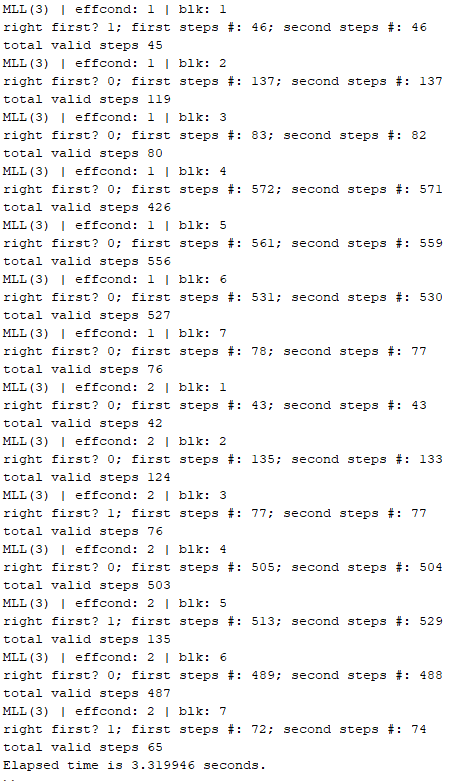 MLL(3) | effcond: 1 | blk: 1
right first? 1; first steps #: 46; second steps #: 46
total valid steps 45
MLL(3) | effcond: 1 | blk: 2
right first? 0; first steps #: 137; second steps #: 137
total valid steps 119
MLL(3) | effcond: 1 | blk: 3
right first? 0; first steps #: 83; second steps #: 82
total valid steps 80
MLL(3) | effcond: 1 | blk: 4
right first? 0; first steps #: 572; second steps #: 571
total valid steps 426
MLL(3) | effcond: 1 | blk: 5
right first? 0; first steps #: 561; second steps #: 559
total valid steps 556
MLL(3) | effcond: 1 | blk: 6
right first? 0; first steps #: 531; second steps #: 530
total valid steps 527
MLL(3) | effcond: 1 | blk: 7
right first? 0; first steps #: 78; second steps #: 77
total valid steps 76
MLL(3) | effcond: 2 | blk: 1
right first? 0; first steps #: 43; second steps #: 43
total valid steps 42
MLL(3) | effcond: 2 | blk: 2
right first? 0; first steps #: 135; second steps #: 133
total valid steps 124
MLL(3) | effcond: 2 | blk: 3
right first? 1; first steps #: 77; second steps #: 77
total valid steps 76
MLL(3) | effcond: 2 | blk: 4
right first? 0; first steps #: 505; second steps #: 504
total valid steps 503
MLL(3) | effcond: 2 | blk: 5
right first? 1; first steps #: 513; second steps #: 529
total valid steps 135
MLL(3) | effcond: 2 | blk: 6
right first? 0; first steps #: 489; second steps #: 488
total valid steps 487
MLL(3) | effcond: 2 | blk: 7
right first? 1; first steps #: 72; second steps #: 74
total valid steps 65
Elapsed time is 3.319946 seconds.